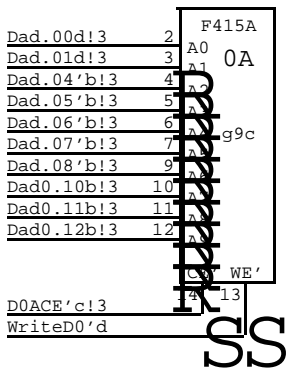 F415A
Dad.00d!3 2 A0 0A
Dad.01d!3 3 A1
Dad.04'b!3 4 A2
Dad.05'b!3 5
Dad.06'b!3 6 g9c
Dad.07'b!3 7
Dad.08'b!3 9
Dad0.10b!3 10
Dad0.11b!3 11
Dad0.12b!3 12
WE'
14 13
D0ACE'c!3
WriteD0'd
SS